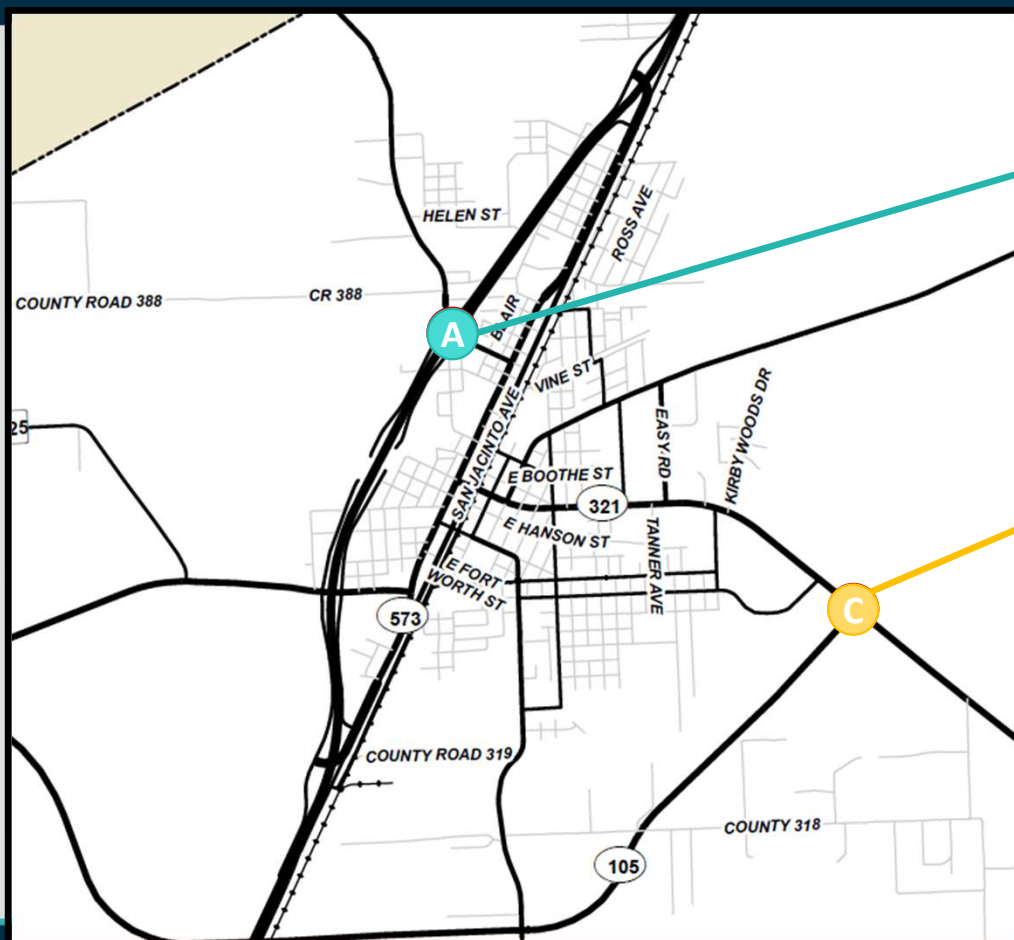 HELEN ST
ROSS AVE
COUNTY ROAD 388
CR 388
BLAIR
A
VINE ST
SAN JACINTO AVE
EASY RD
KIRBY WOODS DR
25
E BOOTHE ST
321
E HANSON ST
TANNER AVE
E FORT
WORTH ST
573
C
COUNTY ROAD 319
COUNTY 318
105